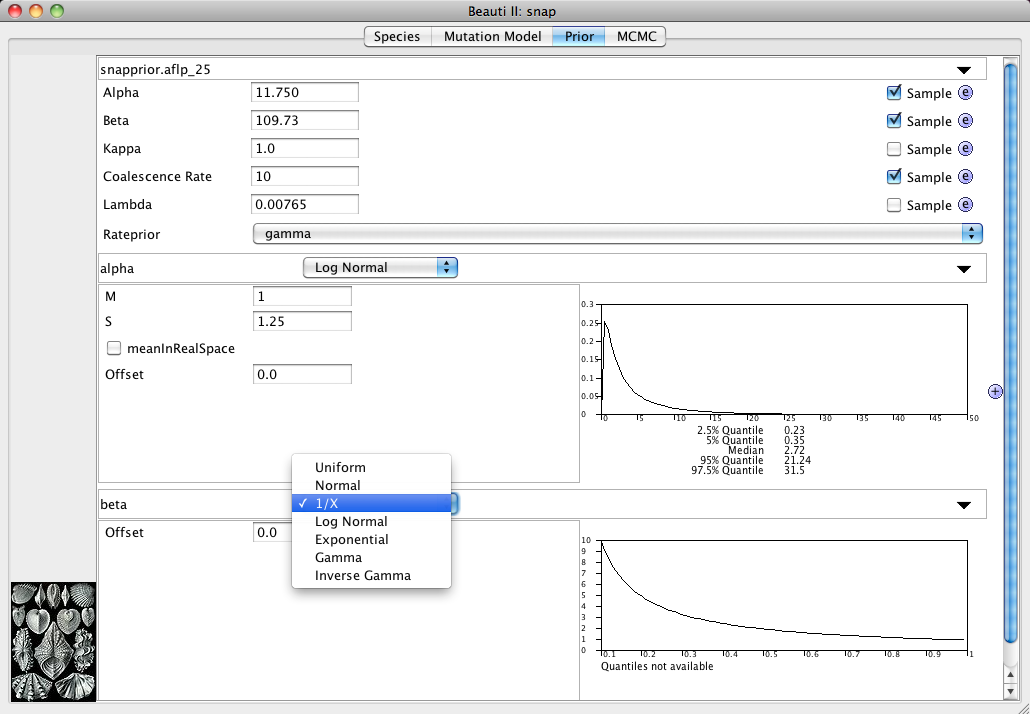 Beauti II: snap
Species Mutation Model Prior MCMC
snapprior.aflp_25
Alpha 11.750 Sample e
Beta 109.73 Sample e
Kappa 1.0 Sample e
Coalescence Rate 10 Sample e
Lambda 0.00765 Sample e
Rateprior gamma
alpha Log Normal
M 1
S 1.25
meanInRealSpace
Offset 0.0
0.3
0.25
0.2
0.15
0.1
0.05
0
0 5 10 15 20 25 30 35 40 45 50
2.5% Quantile 0.23
5% Quantile 0.35
Median 2.72
95% Quantile 21.24
97.5% Quantile 31.5
+
beta
Uniform
Normal
✓ 1/X
Log Normal
Exponential
Gamma
Inverse Gamma
Offset 0.0
10
9
8
7
6
5
4
3
2
1
0
0.1 0.2 0.3 0.4 0.5 0.6 0.7 0.8 0.9 1
Quantiles not available